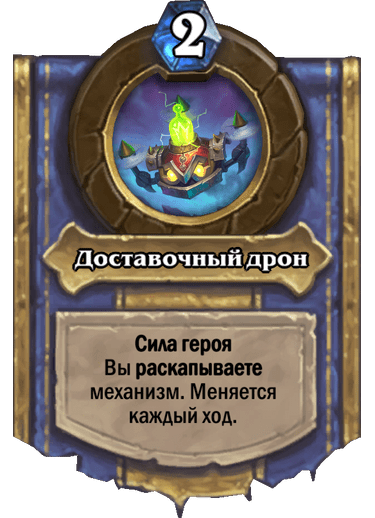 2
Доставочный дрон
Сила героя
Вы раскапываете
механизм. Меняется
каждый ход.